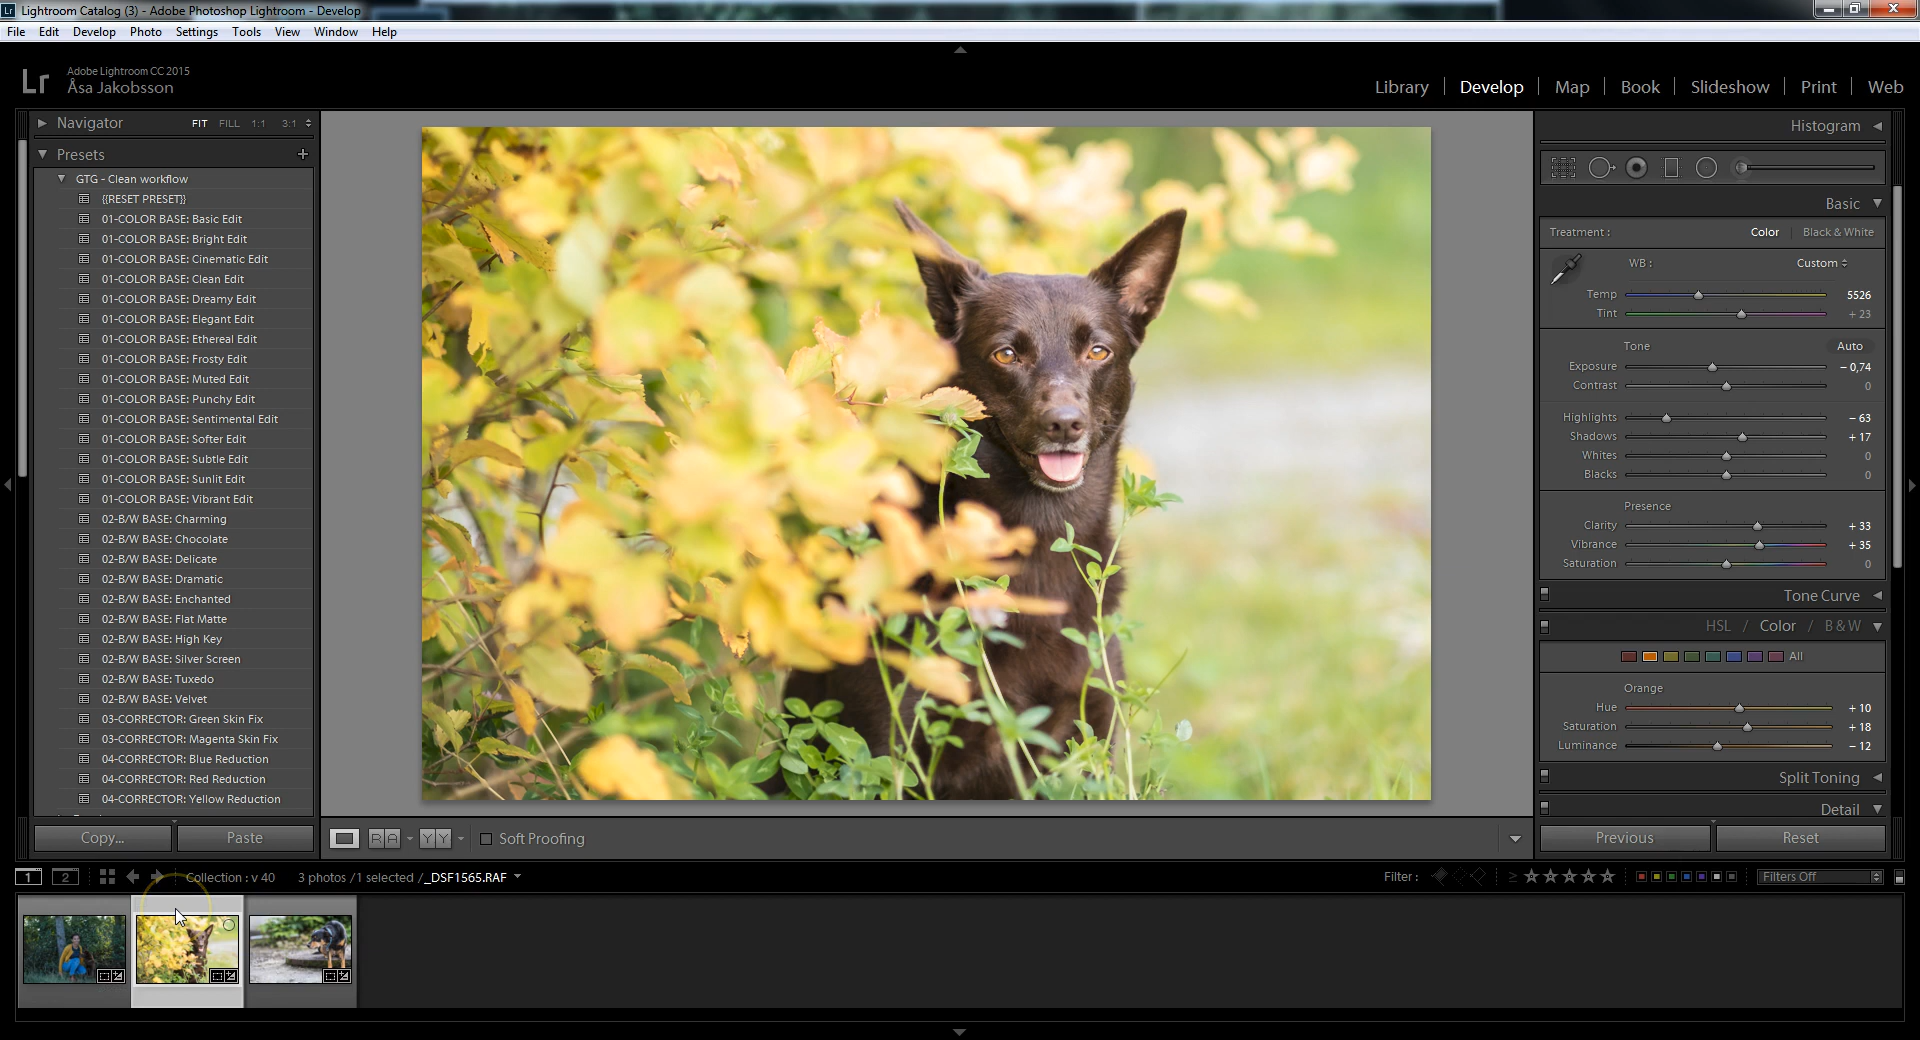 Lr Lightroom Catalog (3) - Adobe Photoshop Lightroom - Develop
File Edit Develop Photo Settings Tools View Window Help
Lr Adobe Lightroom CC 2015
Åsa Jakobsson
Library Develop Map Book Slideshow Print Web
Navigator FIT FILL 1:1 3:1
Presets +
GTG - Clean workflow
{{RESET PRESET}}
01-COLOR BASE: Basic Edit
01-COLOR BASE: Bright Edit
01-COLOR BASE: Cinematic Edit
01-COLOR BASE: Clean Edit
01-COLOR BASE: Dreamy Edit
01-COLOR BASE: Elegant Edit
01-COLOR BASE: Ethereal Edit
01-COLOR BASE: Frosty Edit
01-COLOR BASE: Muted Edit
01-COLOR BASE: Punchy Edit
01-COLOR BASE: Sentimental Edit
01-COLOR BASE: Softer Edit
01-COLOR BASE: Subtle Edit
01-COLOR BASE: Sunlit Edit
01-COLOR BASE: Vibrant Edit
02-B/W BASE: Charming
02-B/W BASE: Chocolate
02-B/W BASE: Delicate
02-B/W BASE: Dramatic
02-B/W BASE: Enchanted
02-B/W BASE: Flat Matte
02-B/W BASE: High Key
02-B/W BASE: Silver Screen
02-B/W BASE: Tuxedo
02-B/W BASE: Velvet
03-CORRECTOR: Green Skin Fix
03-CORRECTOR: Magenta Skin Fix
04-CORRECTOR: Blue Reduction
04-CORRECTOR: Red Reduction
04-CORRECTOR: Yellow Reduction
Copy... Paste
R A Y Y Soft Proofing
Histogram
Basic
Treatment : Color Black & White
WB : Custom
Temp 5526
Tint + 23
Tone Auto
Exposure − 0,74
Contrast 0
Highlights − 63
Shadows + 17
Whites 0
Blacks 0
Presence
Clarity + 33
Vibrance + 35
Saturation 0
Tone Curve
HSL / Color / B & W
All
Orange
Hue + 10
Saturation + 18
Luminance − 12
Split Toning
Detail
Previous Reset
1 2 Collection : v 40 3 photos / 1 selected / _DSF1565.RAF Filter : ≥ Filters Off